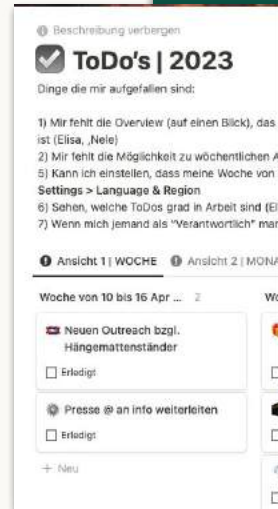 Beschreibung verbergen
ToDo's | 2023
Dinge die mir aufgefallen sind:
1) Mir fehlt die Overview (auf einen Blick), das
ist (Elisa, ,Nele)
2) Mir fehlt die Möglichkeit zu wöchentlichen A
5) Kann ich einstellen, dass meine Woche von
Settings > Language & Region
6) Sehen, welche ToDos grad in Arbeit sind (El
7) Wenn mich jemand als "Verantwortlich" mar
Ansicht 1 | WOCHE Ansicht 2 | MONA
Woche von 10 bis 16 Apr ... 2 Wo
Neuen Outreach bzgl.
Hängemattenständer
Erledigt
Presse @ an info weiterleiten
Erledigt
+ Neu